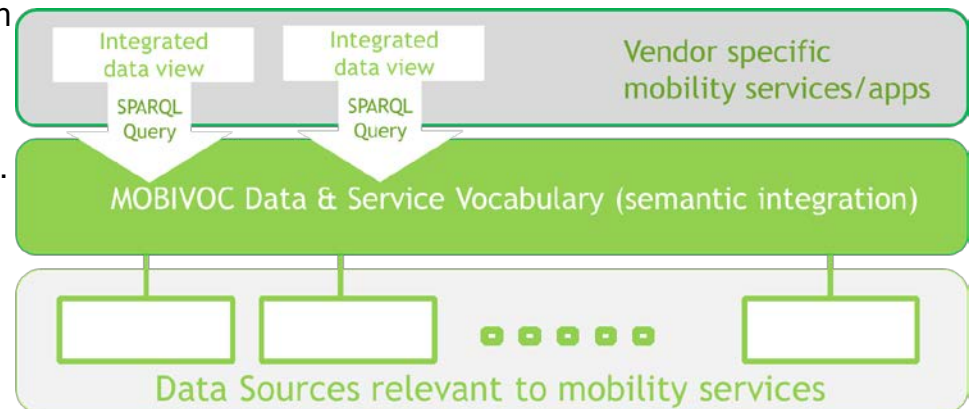 n
Integrated
data view
Integrated
data view
Vendor specific
mobility services/apps
SPARQL
Query
SPARQL
Query
.
MOBIVOC Data & Service Vocabulary (semantic integration)
Data Sources relevant to mobility services